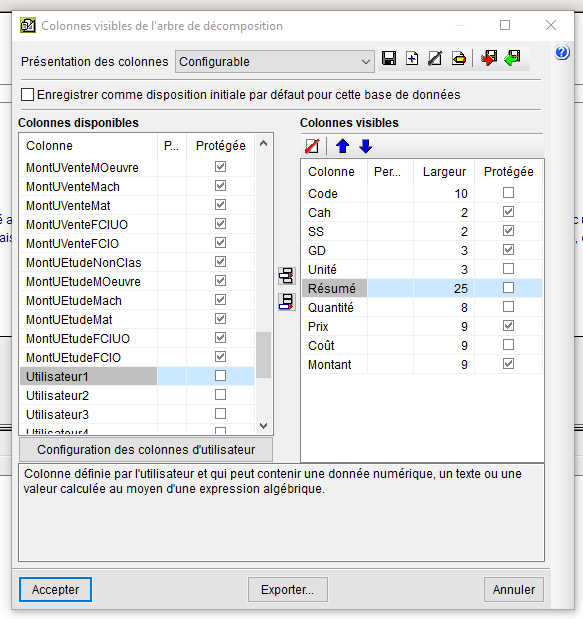 Colonnes visibles de l'arbre de décomposition
Présentation des colonnes Configurable
Enregistrer comme disposition initiale par défaut pour cette base de données
Colonnes disponibles
Colonne P... Protégée
MontUVenteMOeuvre
MontUVenteMach
MontUVenteMat
MontUVenteFCIUO
MontUVenteFCIO
MontUEtudeNonClas
MontUEtudeMOeuvre
MontUEtudeMach
MontUEtudeMat
MontUEtudeFCIUO
MontUEtudeFCIO
Utilisateur1
Utilisateur2
Utilisateur3
Utilisateur4
Configuration des colonnes d'utilisateur
Colonnes visibles
Colonne Per... Largeur Protégée
Code 10
Cah 2
SS 2
GD 3
Unité 3
Résumé 25
Quantité 8
Prix 9
Coût 9
Montant 9
Colonne définie par l'utilisateur et qui peut contenir une donnée numérique, un texte ou une
valeur calculée au moyen d'une expression algébrique.
Accepter Exporter... Annuler